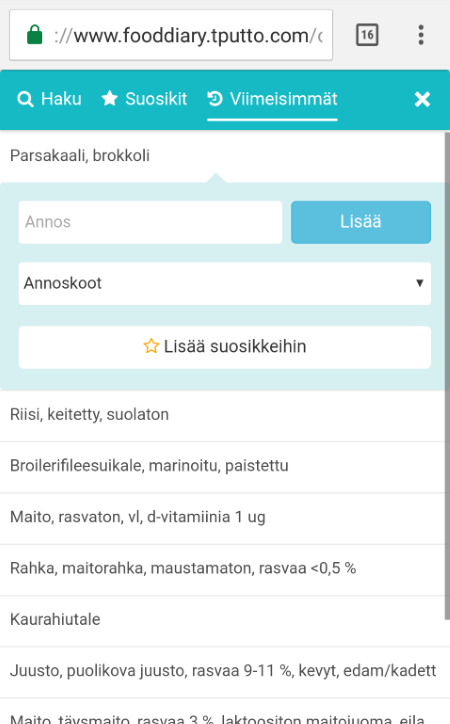 ://www.fooddiary.tputto.com/
16
Haku Suosikit Viimeisimmät
Parsakaali, brokkoli
Annos Lisää
Annoskoot
Lisää suosikkeihin
Riisi, keitetty, suolaton
Broilerifileesuikale, marinoitu, paistettu
Maito, rasvaton, vl, d-vitamiinia 1 ug
Rahka, maitorahka, maustamaton, rasvaa <0,5 %
Kaurahiutale
Juusto, puolikova juusto, rasvaa 9-11 %, kevyt, edam/kadett
Maito, täysmaito, rasvaa 3 %, laktoositon maitojuoma, eila